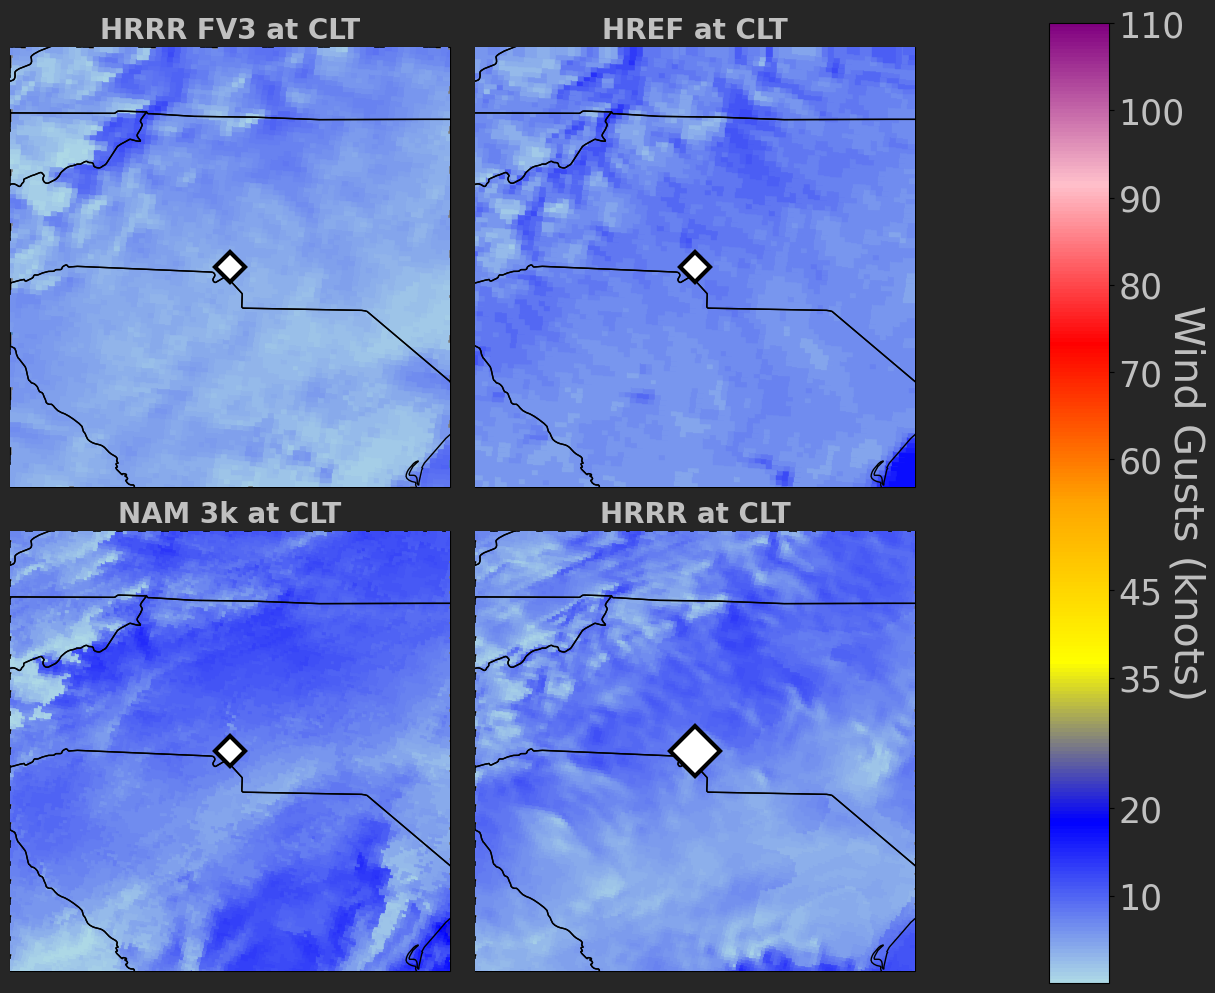 HRRR FV3 at CLT
HREF at CLT
NAM 3k at CLT
HRRR at CLT
110
100
90
80
70
60
45
35
20
10
Wind Gusts (knots)